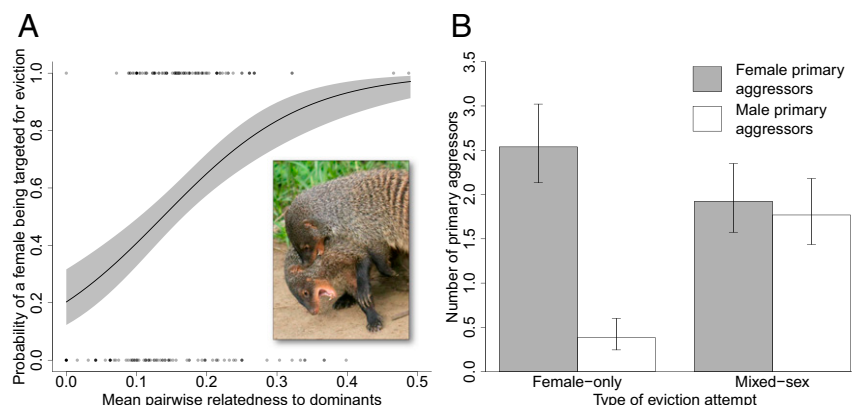 A
Probability of a female being targeted for eviction
1.0
0.8
0.6
0.4
0.2
0.0
0.0 0.1 0.2 0.3 0.4 0.5
Mean pairwise relatedness to dominants
B
Number of primary aggressors
3.5
3.0
2.5
2.0
1.5
1.0
0.5
0.0
Female primary
aggressors
Male primary
aggressors
Female-only Mixed-sex
Type of eviction attempt